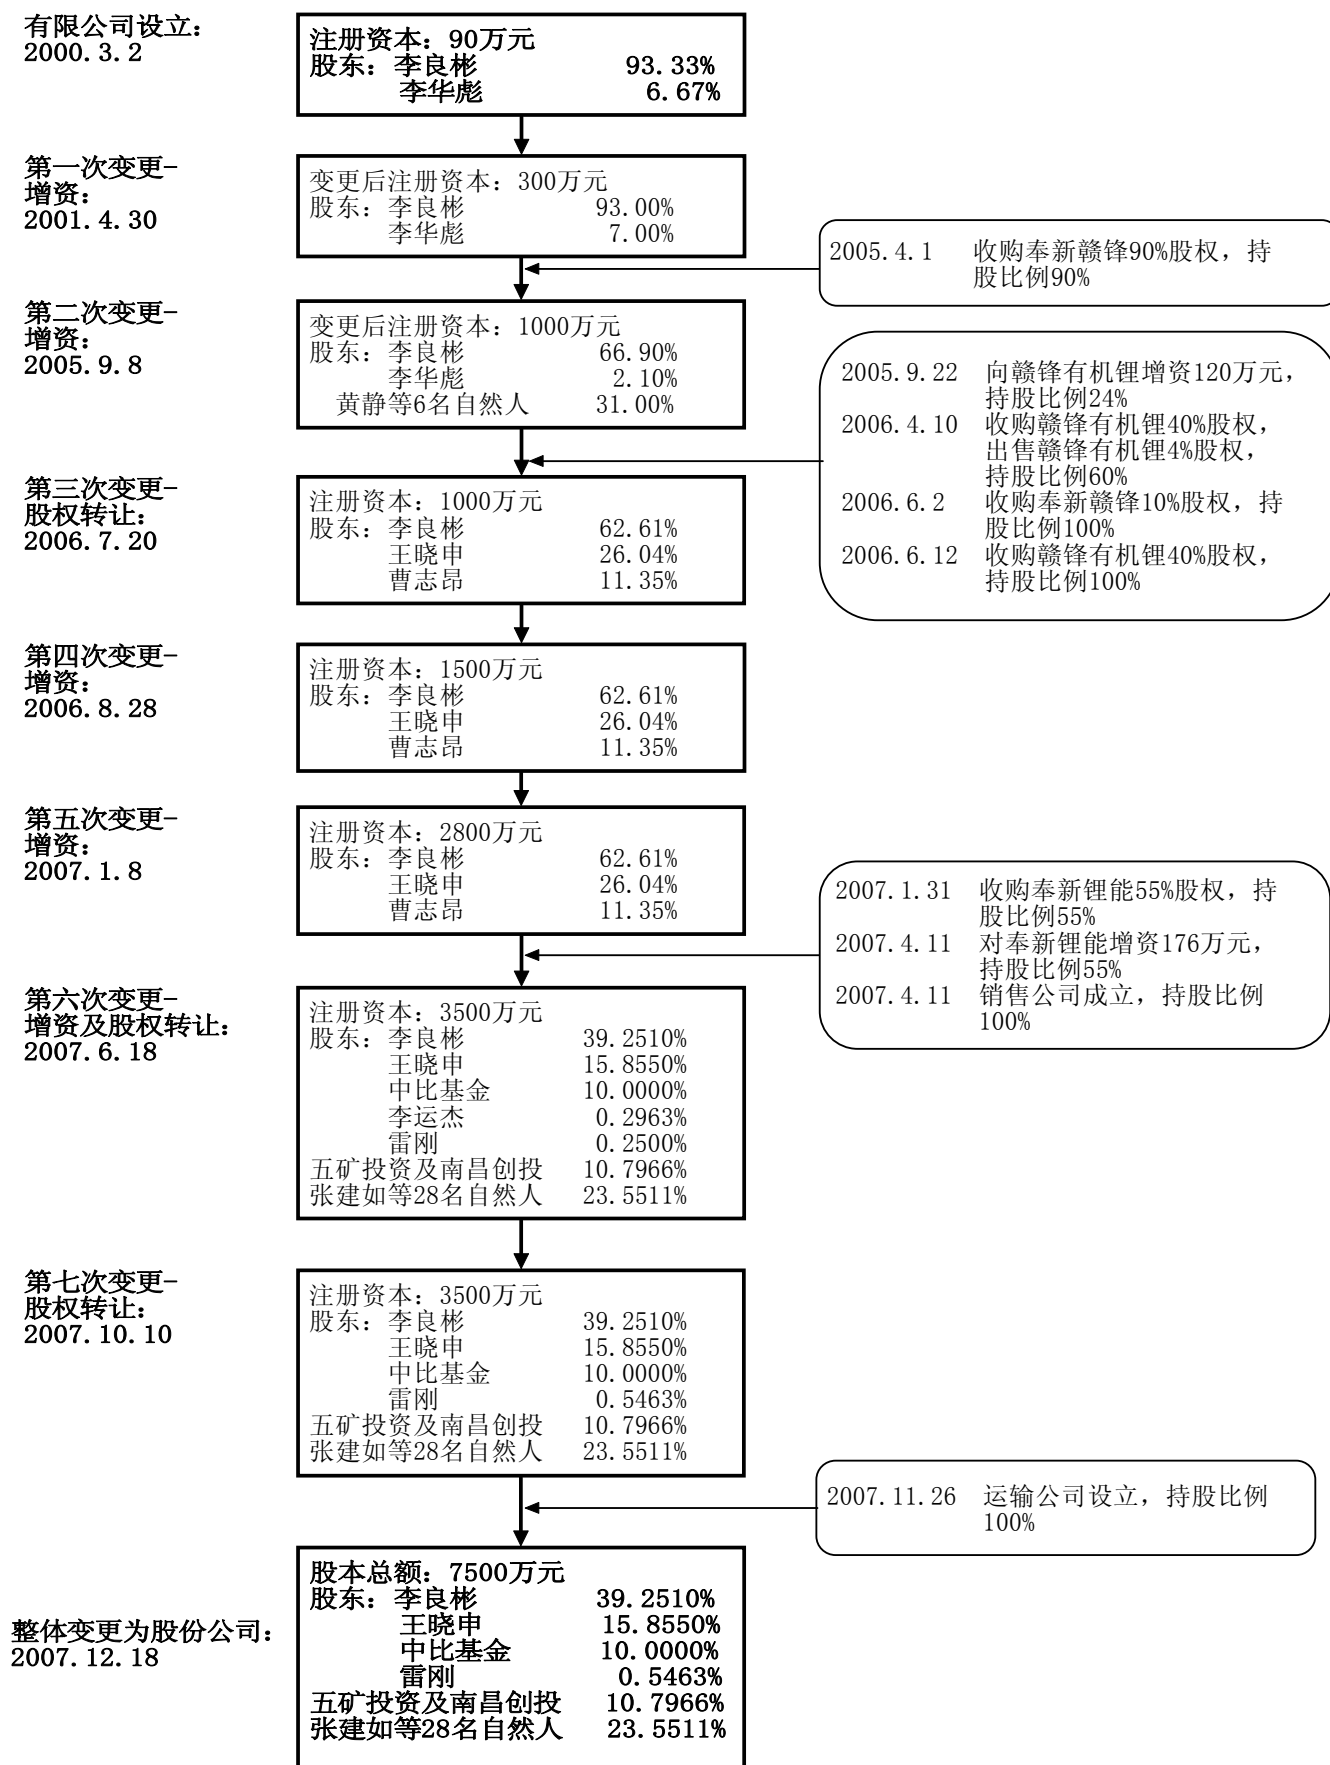 有限公司设立：
2000.3.2
注册资本：90万元
股东：李良彬 93.33%
李华彪 6.67%
第一次变更-
增资：
2001.4.30
变更后注册资本：300万元
股东：李良彬 93.00%
李华彪 7.00%
2005.4.1 收购奉新赣锋90%股权，持
股比例90%
第二次变更-
增资：
2005.9.8
变更后注册资本：1000万元
股东：李良彬 66.90%
李华彪 2.10%
黄静等6名自然人 31.00%
2005.9.22 向赣锋有机锂增资120万元，
持股比例24%
2006.4.10 收购赣锋有机锂40%股权，
出售赣锋有机锂4%股权，
持股比例60%
2006.6.2 收购奉新赣锋10%股权，持
股比例100%
2006.6.12 收购赣锋有机锂40%股权，
持股比例100%
第三次变更-
股权转让：
2006.7.20
注册资本：1000万元
股东：李良彬 62.61%
王晓申 26.04%
曹志昂 11.35%
第四次变更-
增资：
2006.8.28
注册资本：1500万元
股东：李良彬 62.61%
王晓申 26.04%
曹志昂 11.35%
第五次变更-
增资：
2007.1.8
注册资本：2800万元
股东：李良彬 62.61%
王晓申 26.04%
曹志昂 11.35%
2007.1.31 收购奉新锂能55%股权，持
股比例55%
2007.4.11 对奉新锂能增资176万元，
持股比例55%
2007.4.11 销售公司成立，持股比例
100%
第六次变更-
增资及股权转让：
2007.6.18
注册资本：3500万元
股东：李良彬 39.2510%
王晓申 15.8550%
中比基金 10.0000%
李运杰 0.2963%
雷刚 0.2500%
五矿投资及南昌创投 10.7966%
张建如等28名自然人 23.5511%
第七次变更-
股权转让：
2007.10.10
注册资本：3500万元
股东：李良彬 39.2510%
王晓申 15.8550%
中比基金 10.0000%
雷刚 0.5463%
五矿投资及南昌创投 10.7966%
张建如等28名自然人 23.5511%
2007.11.26 运输公司设立，持股比例
100%
整体变更为股份公司：
2007.12.18
股本总额：7500万元
股东：李良彬 39.2510%
王晓申 15.8550%
中比基金 10.0000%
雷刚 0.5463%
五矿投资及南昌创投 10.7966%
张建如等28名自然人 23.5511%